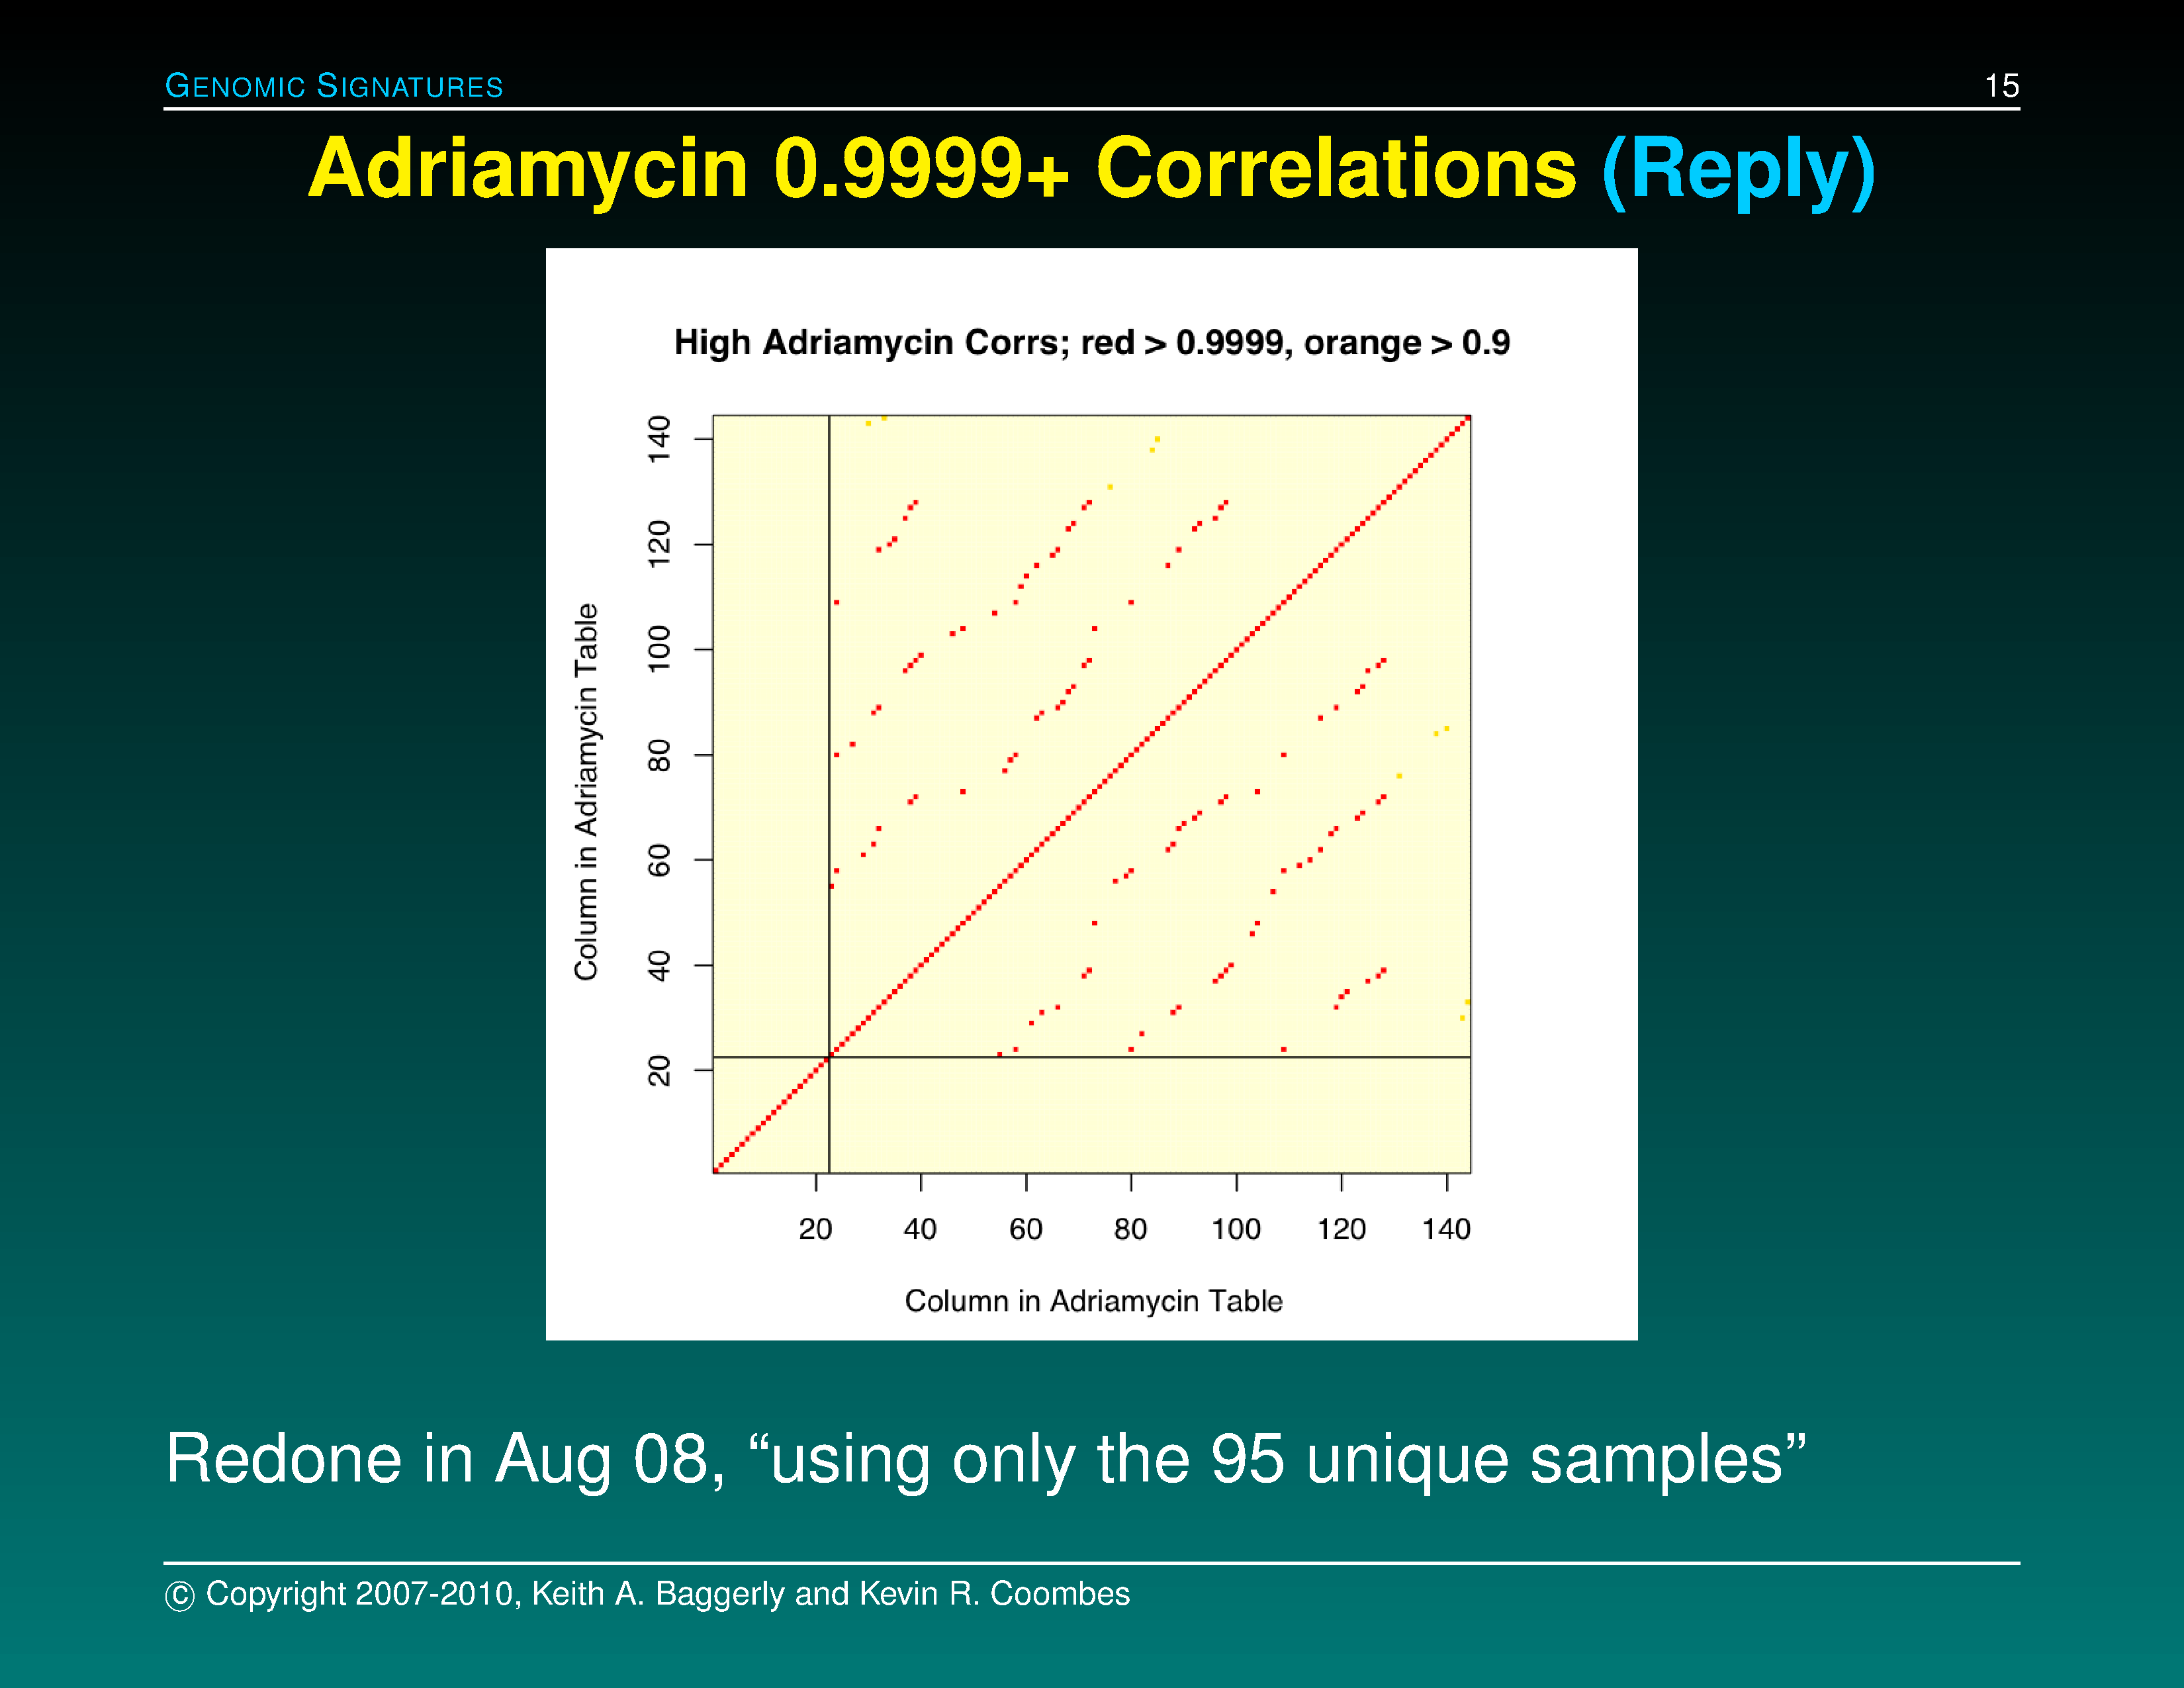 GENOMIC SIGNATURES 15
Adriamycin 0.9999+ Correlations (Reply)
High Adriamycin Corrs; red > 0.9999, orange > 0.9
140
120
100
80
60
40
20
Column in Adriamycin Table
20 40 60 80 100 120 140
Column in Adriamycin Table
Redone in Aug 08, “using only the 95 unique samples”
© Copyright 2007-2010, Keith A. Baggerly and Kevin R. Coombes